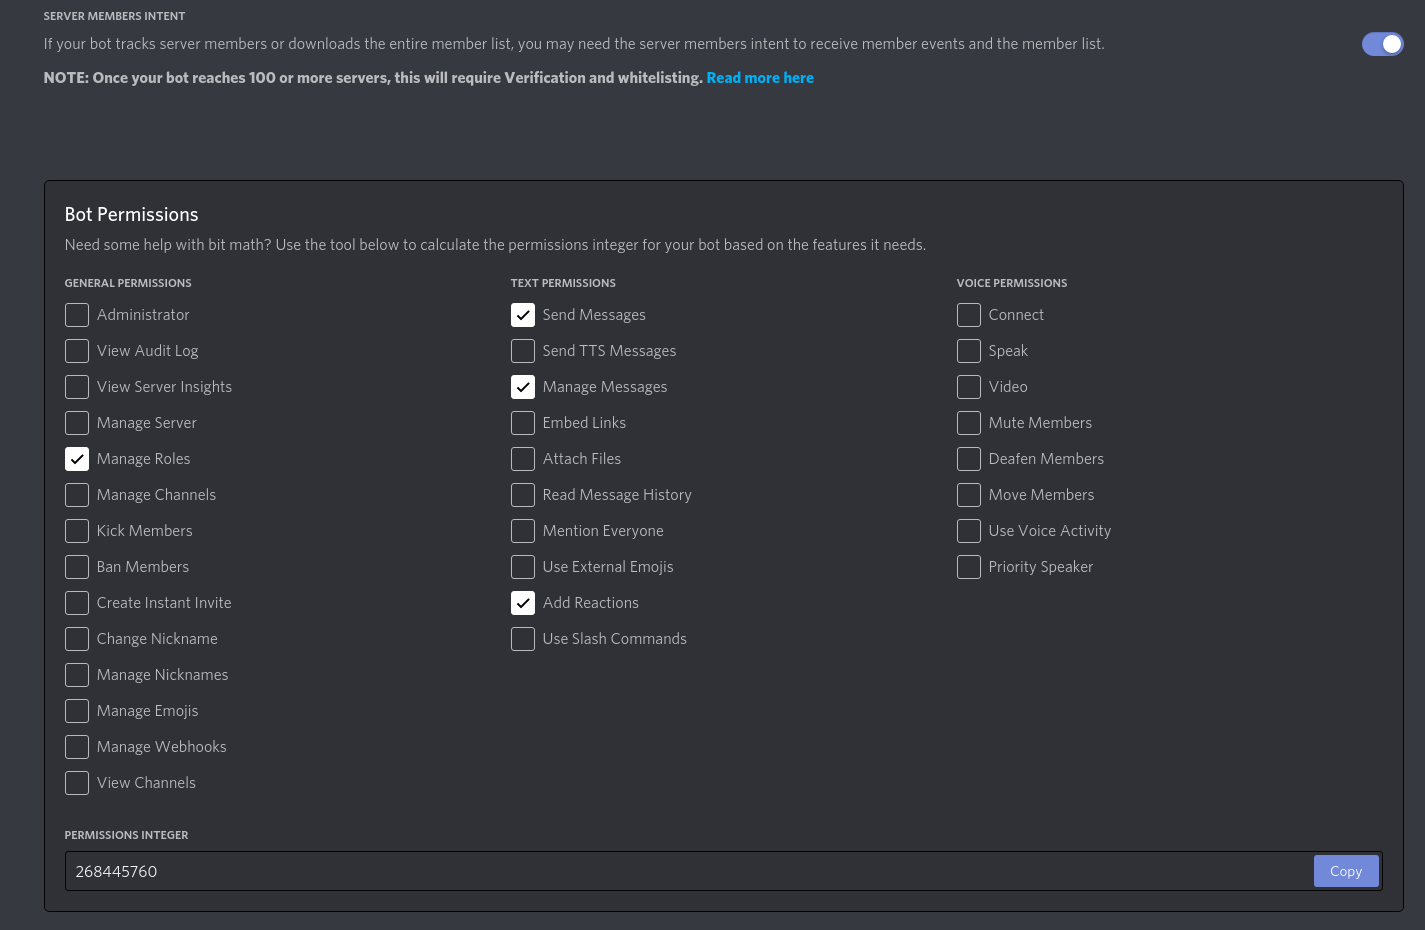 SERVER MEMBERS INTENT
If your bot tracks server members or downloads the entire member list, you may need the server members intent to receive member events and the member list.
NOTE: Once your bot reaches 100 or more servers, this will require Verification and whitelisting. Read more here
Bot Permissions
Need some help with bit math? Use the tool below to calculate the permissions integer for your bot based on the features it needs.
GENERAL PERMISSIONS
Administrator
View Audit Log
View Server Insights
Manage Server
Manage Roles
Manage Channels
Kick Members
Ban Members
Create Instant Invite
Change Nickname
Manage Nicknames
Manage Emojis
Manage Webhooks
View Channels
TEXT PERMISSIONS
Send Messages
Send TTS Messages
Manage Messages
Embed Links
Attach Files
Read Message History
Mention Everyone
Use External Emojis
Add Reactions
Use Slash Commands
VOICE PERMISSIONS
Connect
Speak
Video
Mute Members
Deafen Members
Move Members
Use Voice Activity
Priority Speaker
PERMISSIONS INTEGER
268445760
Copy